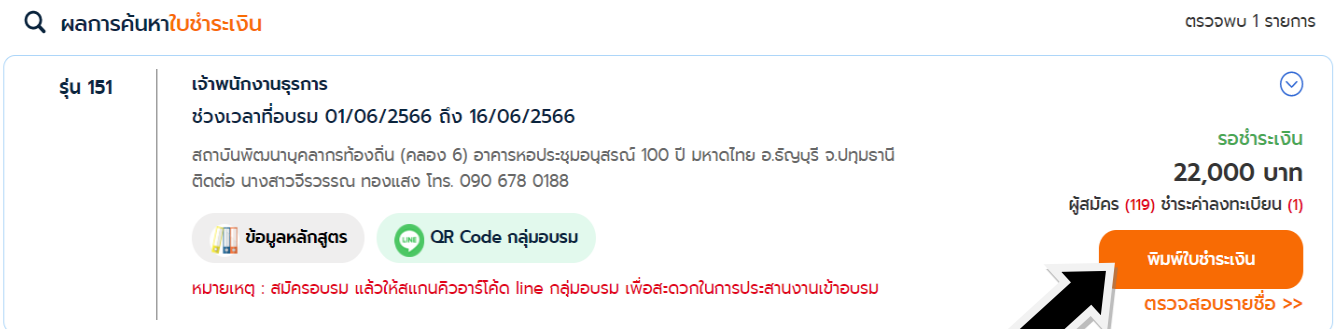 ผลการค้นหาใบชำระเงิน
ตรวจพบ 1 รายการ
รุ่น 151
เจ้าพนักงานธุรการ
ช่วงเวลาที่อบรม 01/06/2566 ถึง 16/06/2566
สถาบันพัฒนาบุคลากรท้องถิ่น (คลอง 6) อาคารหอประชุมอนุสรณ์ 100 ปี มหาดไทย อ.ธัญบุรี จ.ปทุมธานี
ติดต่อ นางสาวจีรวรรณ ทองแสง โทร. 090 678 0188
รอชำระเงิน
22,000 บาท
ผู้สมัคร (119) ชำระค่าลงทะเบียน (1)
ข้อมูลหลักสูตร
LINE QR Code กลุ่มอบรม
พิมพ์ใบชำระเงิน
หมายเหตุ : สมัครอบรม แล้วให้สแกนคิวอาร์โค้ด line กลุ่มอบรม เพื่อสะดวกในการประสานงานเข้าอบรม
ตรวจสอบรายชื่อ >>